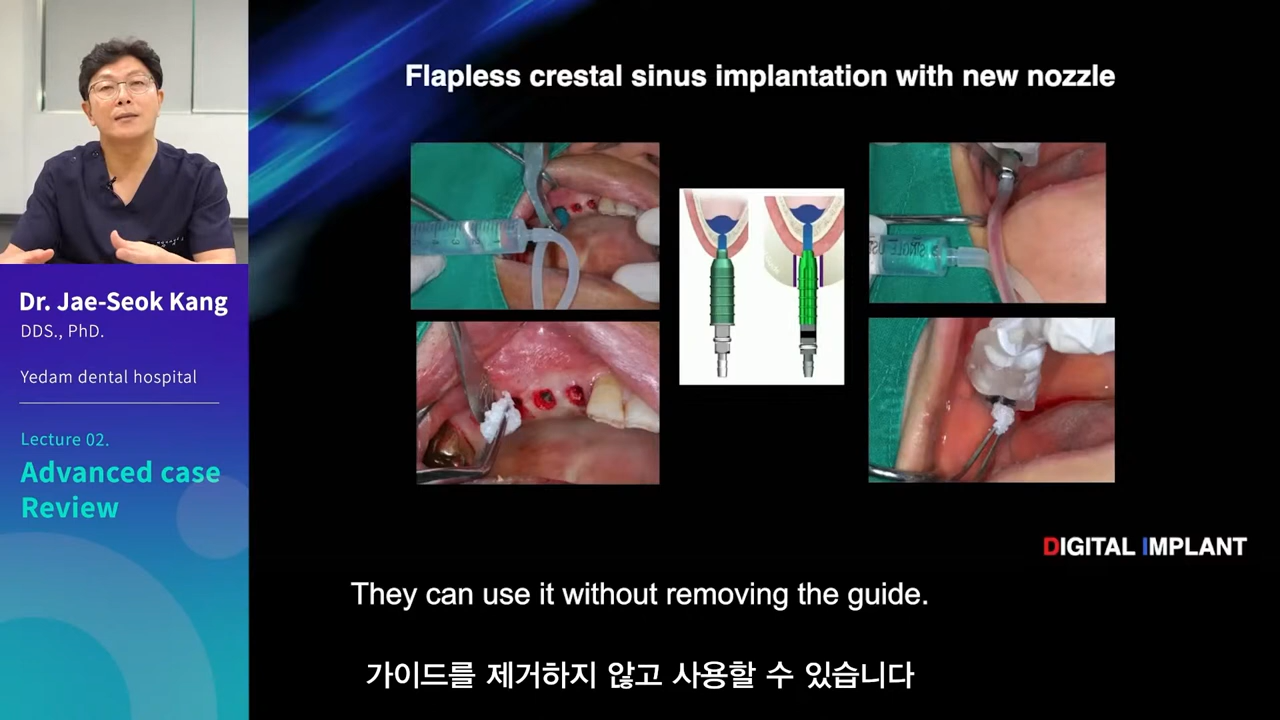 Flapless crestal sinus implantation with new nozzle
Dr. Jae-Seok Kang
DDS., PhD.
Yedam dental hospital
Lecture 02.
Advanced case
Review
DIGITAL IMPLANT
They can use it without removing the guide.
가이드를 제거하지 않고 사용할 수 있습니다